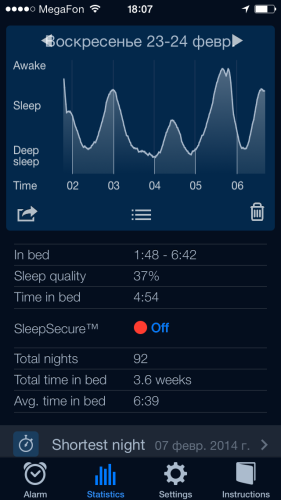 MegaFon 18:07
Воскресенье 23-24 февр
Awake
Sleep
Deep
sleep
Time 02 03 04 05 06
In bed 1:48 - 6:42
Sleep quality 37%
Time in bed 4:54
SleepSecure™ Off
Total nights 92
Total time in bed 3.6 weeks
Avg. time in bed 6:39
Shortest night 07 февр. 2014 г.
Alarm Statistics Settings Instructions